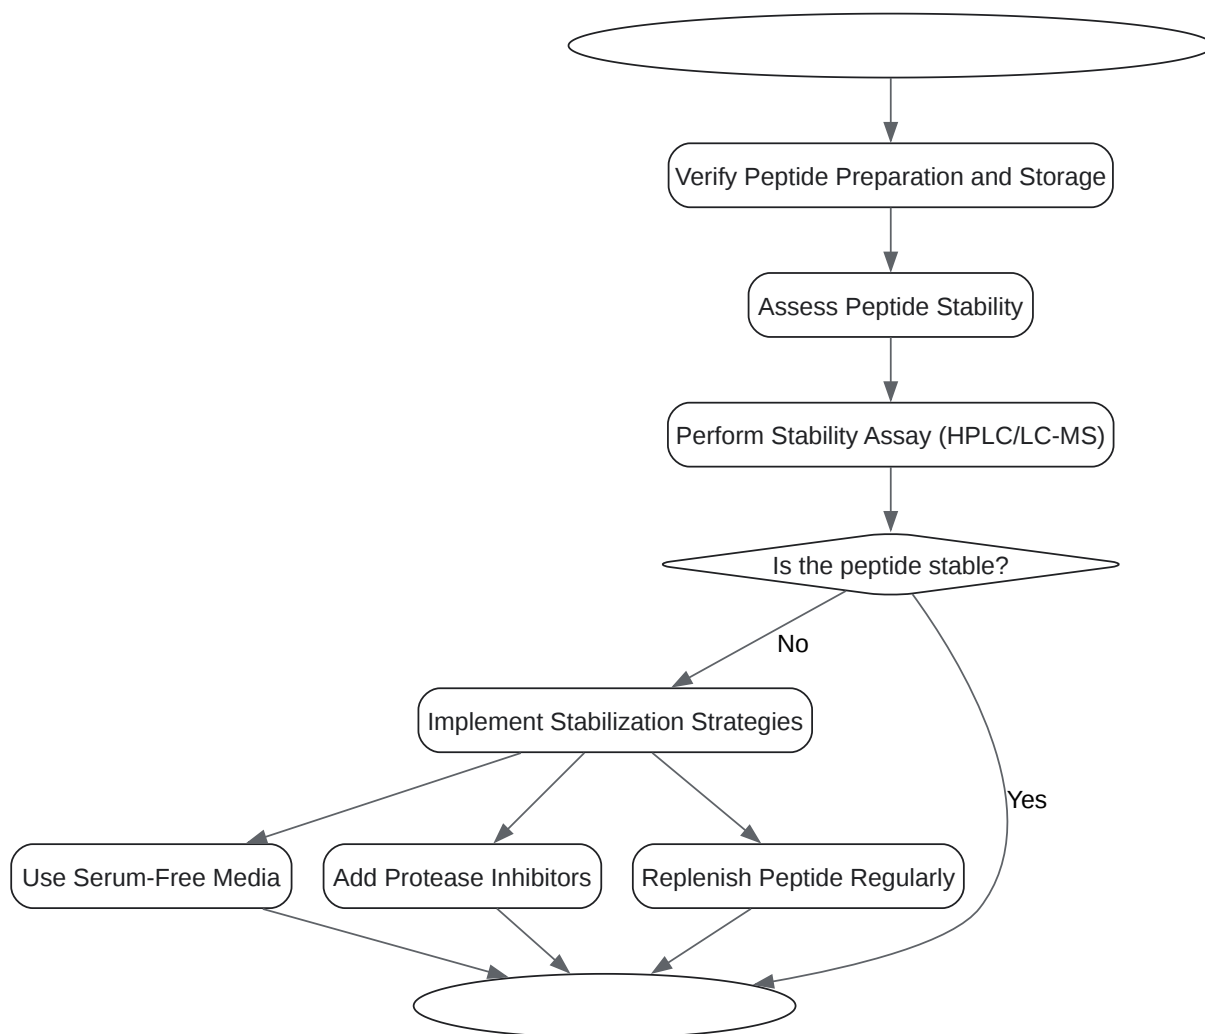 Verify Peptide Preparation and Storage
Assess Peptide Stability
Perform Stability Assay (HPLC/LC-MS)
Is the peptide stable?
No
Implement Stabilization Strategies
Yes
Use Serum-Free Media
Add Protease Inhibitors
Replenish Peptide Regularly